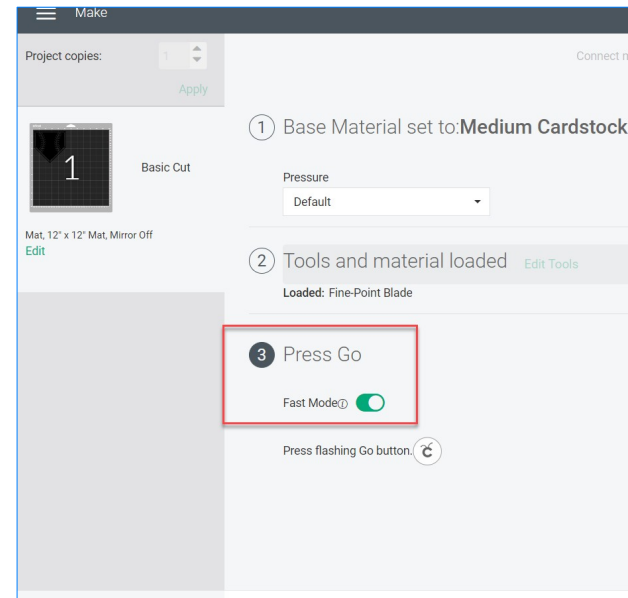 Make
Project copies:
1
Apply
Connect
1
Basic Cut
Mat, 12" x 12" Mat, Mirror Off
Edit
1 Base Material set to:Medium Cardstock
Pressure
Default
2 Tools and material loaded Edit Tools
Loaded: Fine-Point Blade
3 Press Go
Fast Mode
Press flashing Go button.